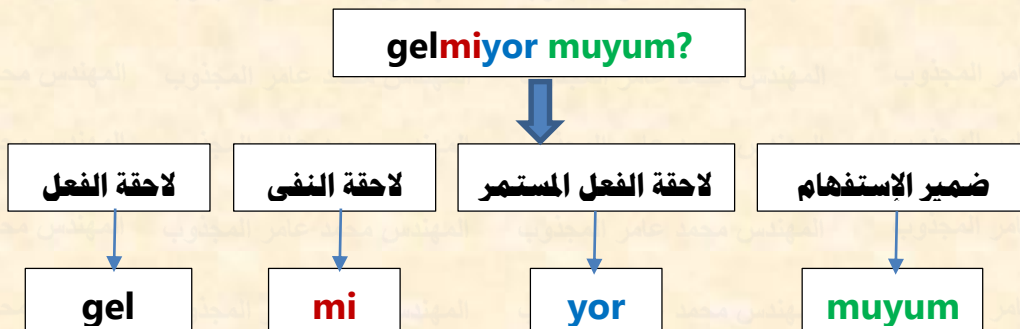 gelmiyor muyum?
لاحقة الفعل
لاحقة النفى
لاحقة الفعل المستمر
ضمير الإستفهام
gel
mi
yor
muyum